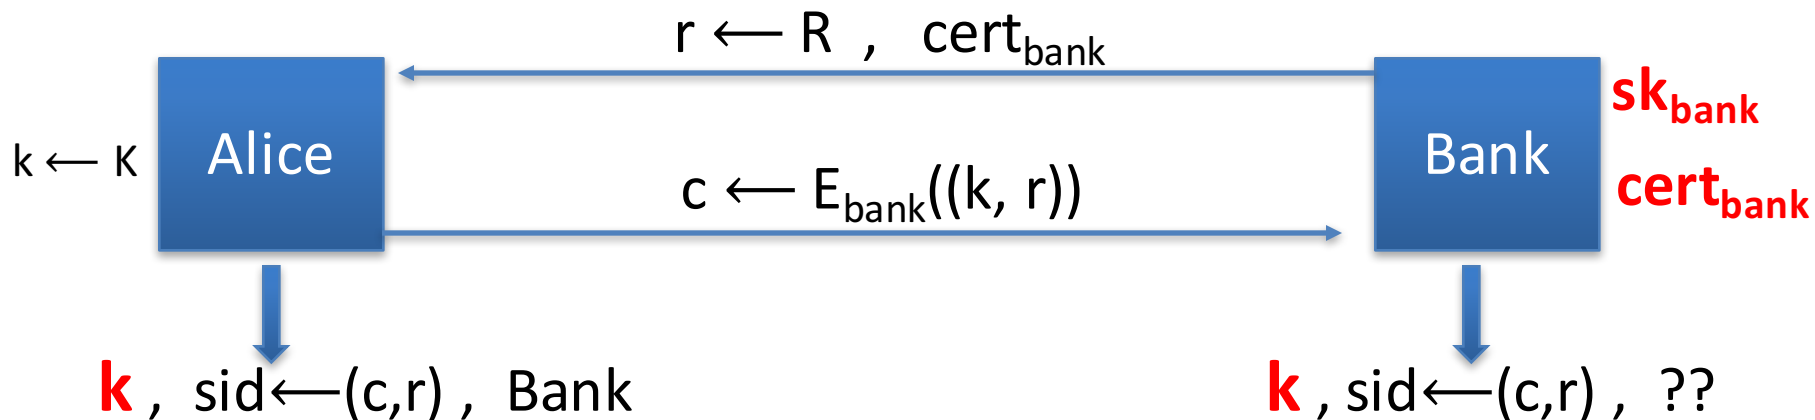 r ⟵ R , cert_bank
sk_bank
k ⟵ K
Alice
Bank
c ⟵ E_bank((k, r))
cert_bank
k , sid⟵(c,r) , Bank
k , sid⟵(c,r) , ??